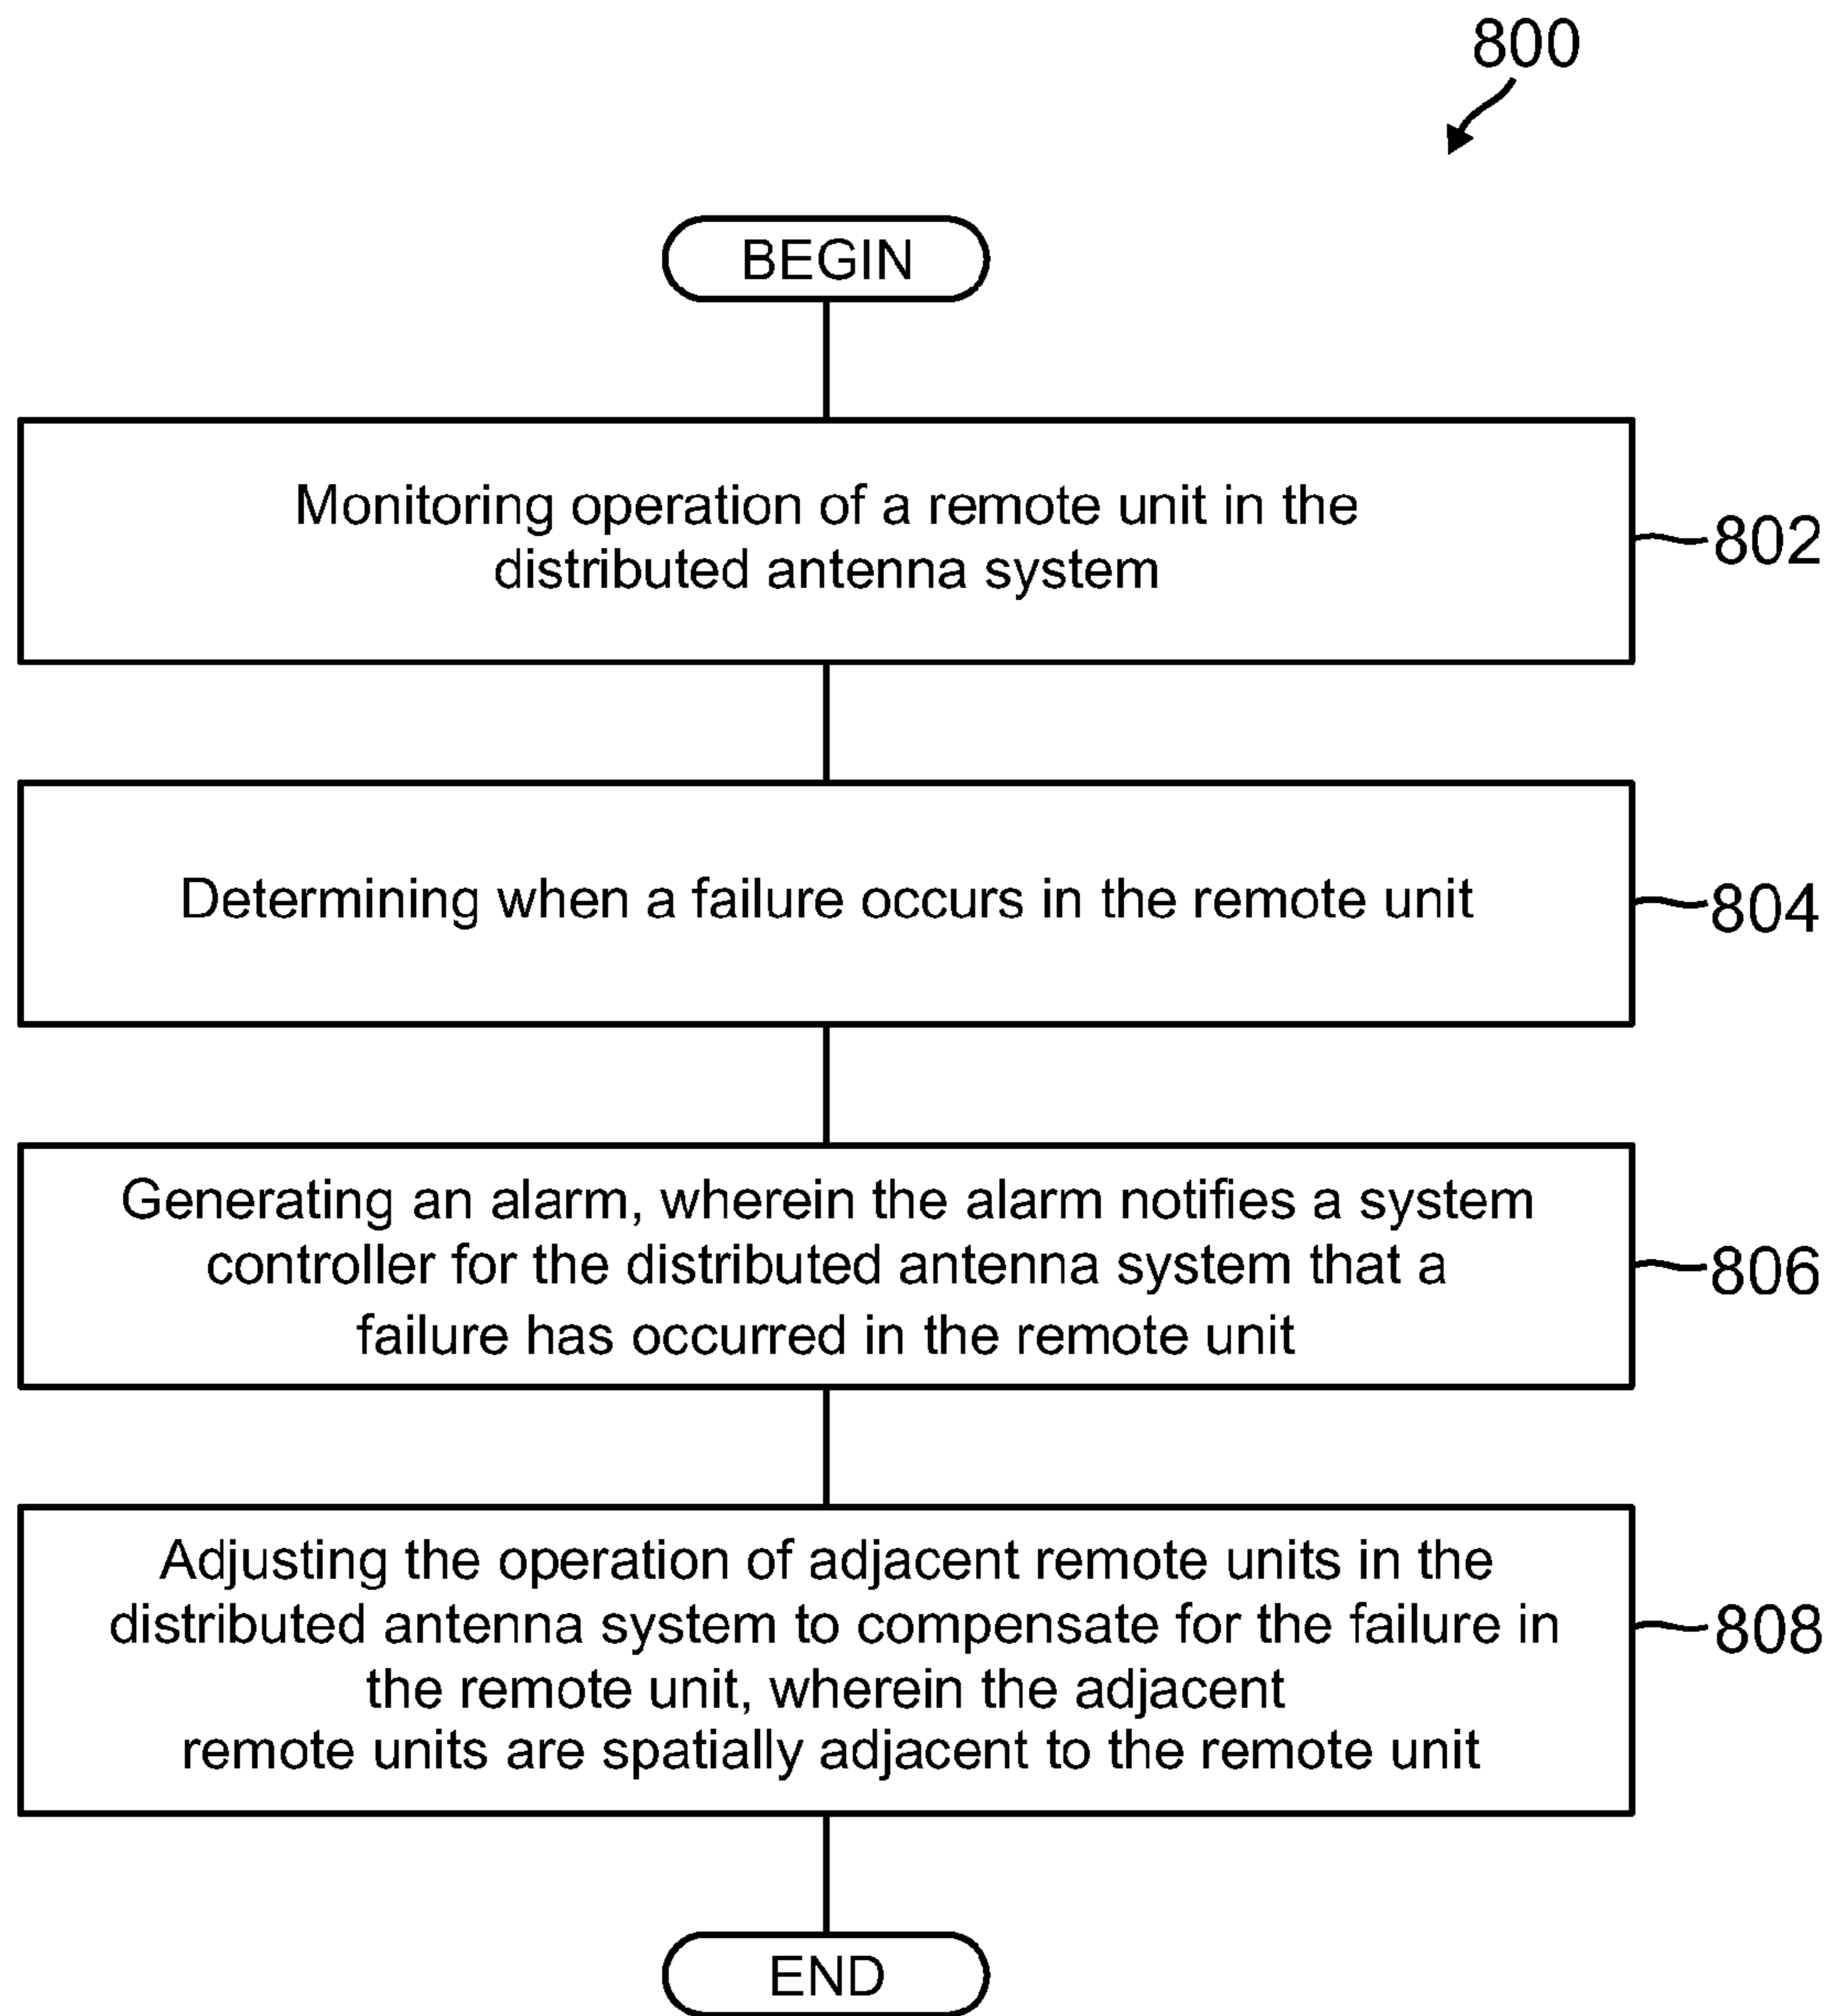 800
BEGIN
Monitoring operation of a remote unit in the
distributed antenna system
802
Determining when a failure occurs in the remote unit
804
Generating an alarm, wherein the alarm notifies a system
controller for the distributed antenna system that a
failure has occurred in the remote unit
806
Adjusting the operation of adjacent remote units in the
distributed antenna system to compensate for the failure in
the remote unit, wherein the adjacent
remote units are spatially adjacent to the remote unit
808
END